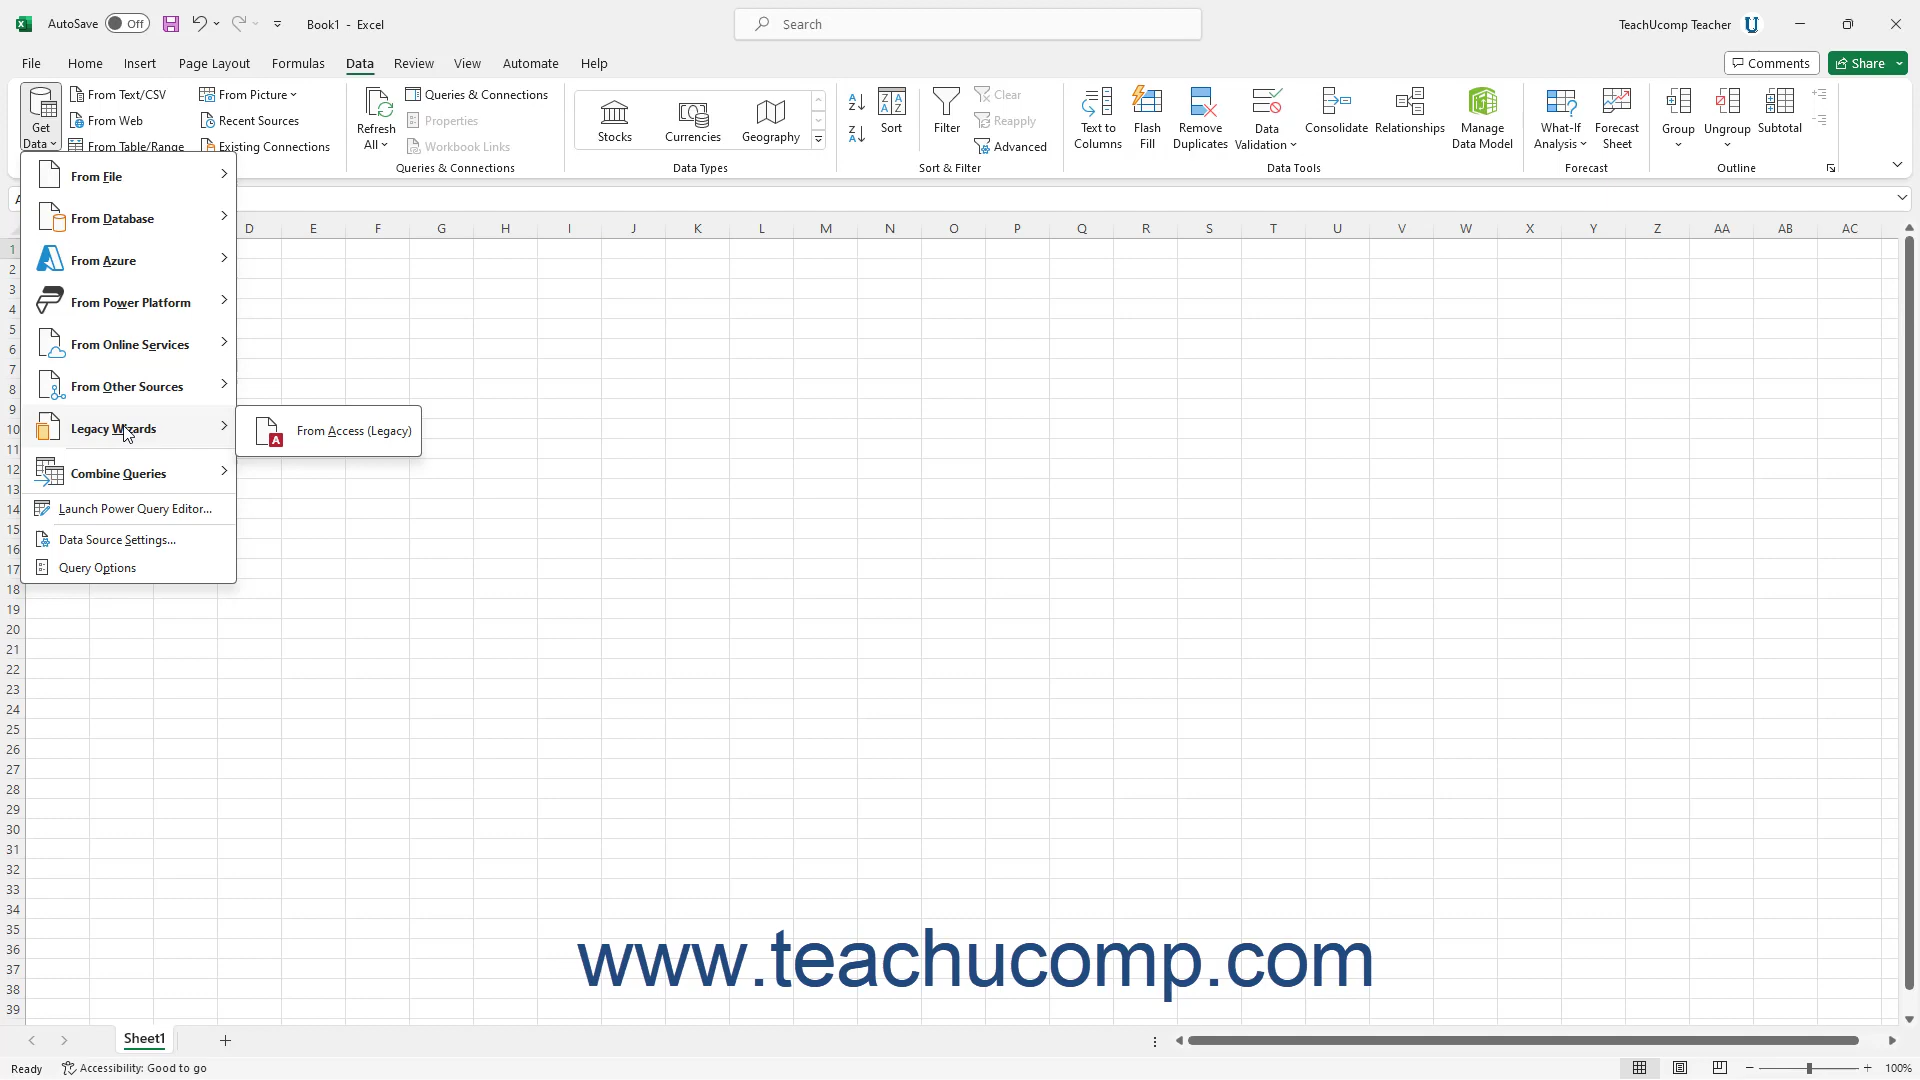 AutoSave Off Book1 - Excel Search TeachUcomp Teacher
File Home Insert Page Layout Formulas Data Review View Automate Help Comments Share
Get Data
From Text/CSV
From Web
From Table/Range
From Picture
Recent Sources
Existing Connections
Refresh All
Queries & Connections
Properties
Workbook Links
Queries & Connections
Stocks Currencies Geography
Data Types
Sort
Filter
Clear
Reapply
Advanced
Sort & Filter
Text to Columns
Flash Fill
Remove Duplicates
Data Validation
Consolidate
Relationships
Manage Data Model
Data Tools
What-If Analysis
Forecast Sheet
Forecast
Group
Ungroup
Subtotal
Outline
From File
From Database
From Azure
From Power Platform
From Online Services
From Other Sources
Legacy Wizards
From Access (Legacy)
Combine Queries
Launch Power Query Editor...
Data Source Settings...
Query Options
D E F G H I J K L M N O P Q R S T U V W X Y Z AA AB AC
1
2
3
4
5
6
7
8
9
10
11
12
13
14
15
16
17
18
19
20
21
22
23
24
25
26
27
28
29
30
31
32
33
34
35
36
37
38
39
www.teachucomp.com
Sheet1
Ready Accessibility: Good to go 100%